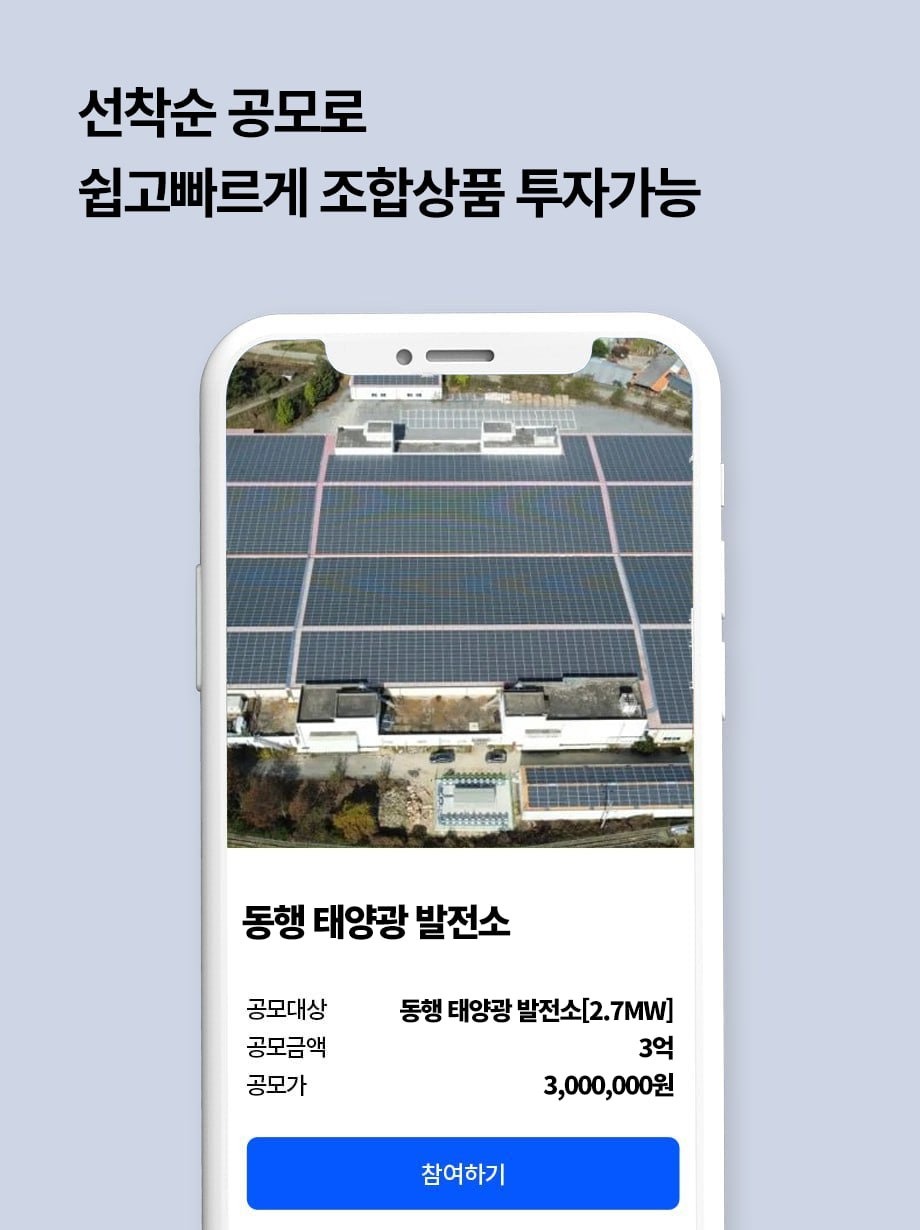 선착순 공모로
쉽고빠르게 조합상품 투자가능
동행 태양광 발전소
공모대상 동행 태양광 발전소[2.7MW]
공모금액 3억
공모가 3,000,000원
참여하기